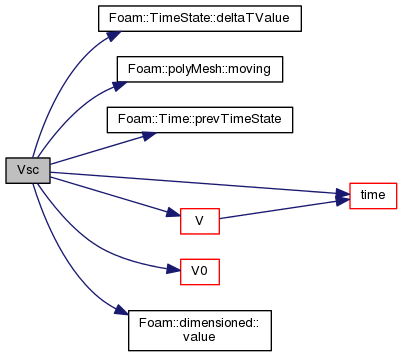 Foam::TimeState::deltaTValue
Foam::polyMesh::moving
Foam::Time::prevTimeState
Vsc
time
V
V0
Foam::dimensioned::
value